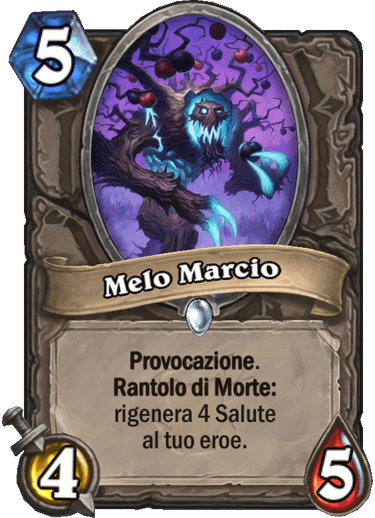 5
Melo Marcio
Provocazione.
Rantolo di Morte:
rigenera 4 Salute
al tuo eroe.
4
5